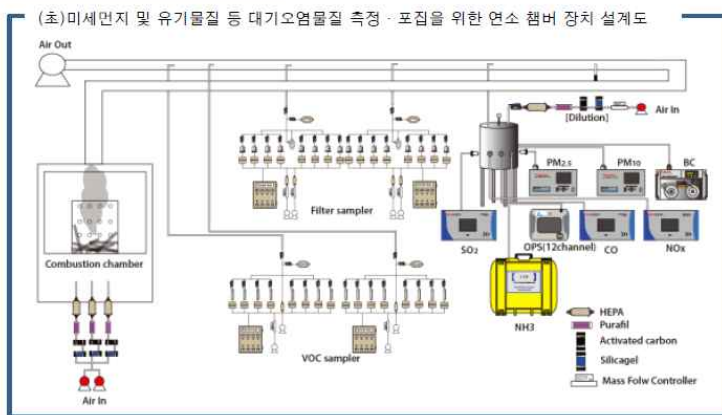 (초)미세먼지 및 유기물질 등 대기오염물질 측정 · 포집을 위한 연소 챔버 장치 설계도
Air Out
Air In
[Dilution]
PM2.5
PM10
BC
Filter sampler
SO2
OPS(12channel)
CO
NOx
Combustion chamber
NH3
HEPA
Purafil
Activated carbon
Silicagel
Mass Folw Controller
VOC sampler
Air In